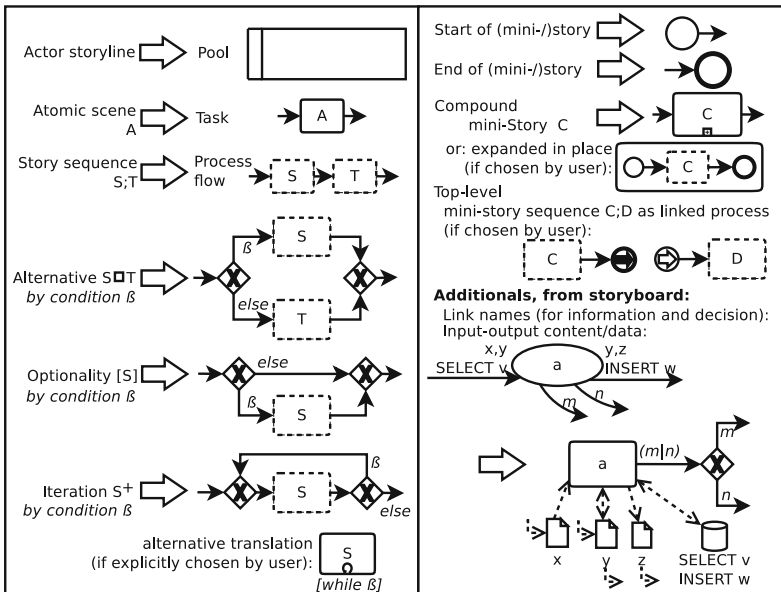 Actor storyline
Pool
Atomic scene
A
Task
A
Story sequence
S;T
Process
flow
S
T
Alternative S◘T
by condition ß
ß
else
S
T
X
X
Optionality [S]
by condition ß
else
ß
S
X
X
Iteration S⁺
by condition ß
ß
S
else
X
X
alternative translation
(if explicitly chosen by user):
S
[while ß]
Start of (mini-/)story
End of (mini-/)story
Compound
mini-Story C
C
or: expanded in place
(if chosen by user):
C
Top-level
mini-story sequence C;D as linked process
(if chosen by user):
C
D
Additionals, from storyboard:
Link names (for information and decision):
Input-output content/data:
x,y
SELECT v
a
y,z
INSERT w
m
n
a
(m|n)
X
m
n
x
y
z
SELECT v
INSERT w